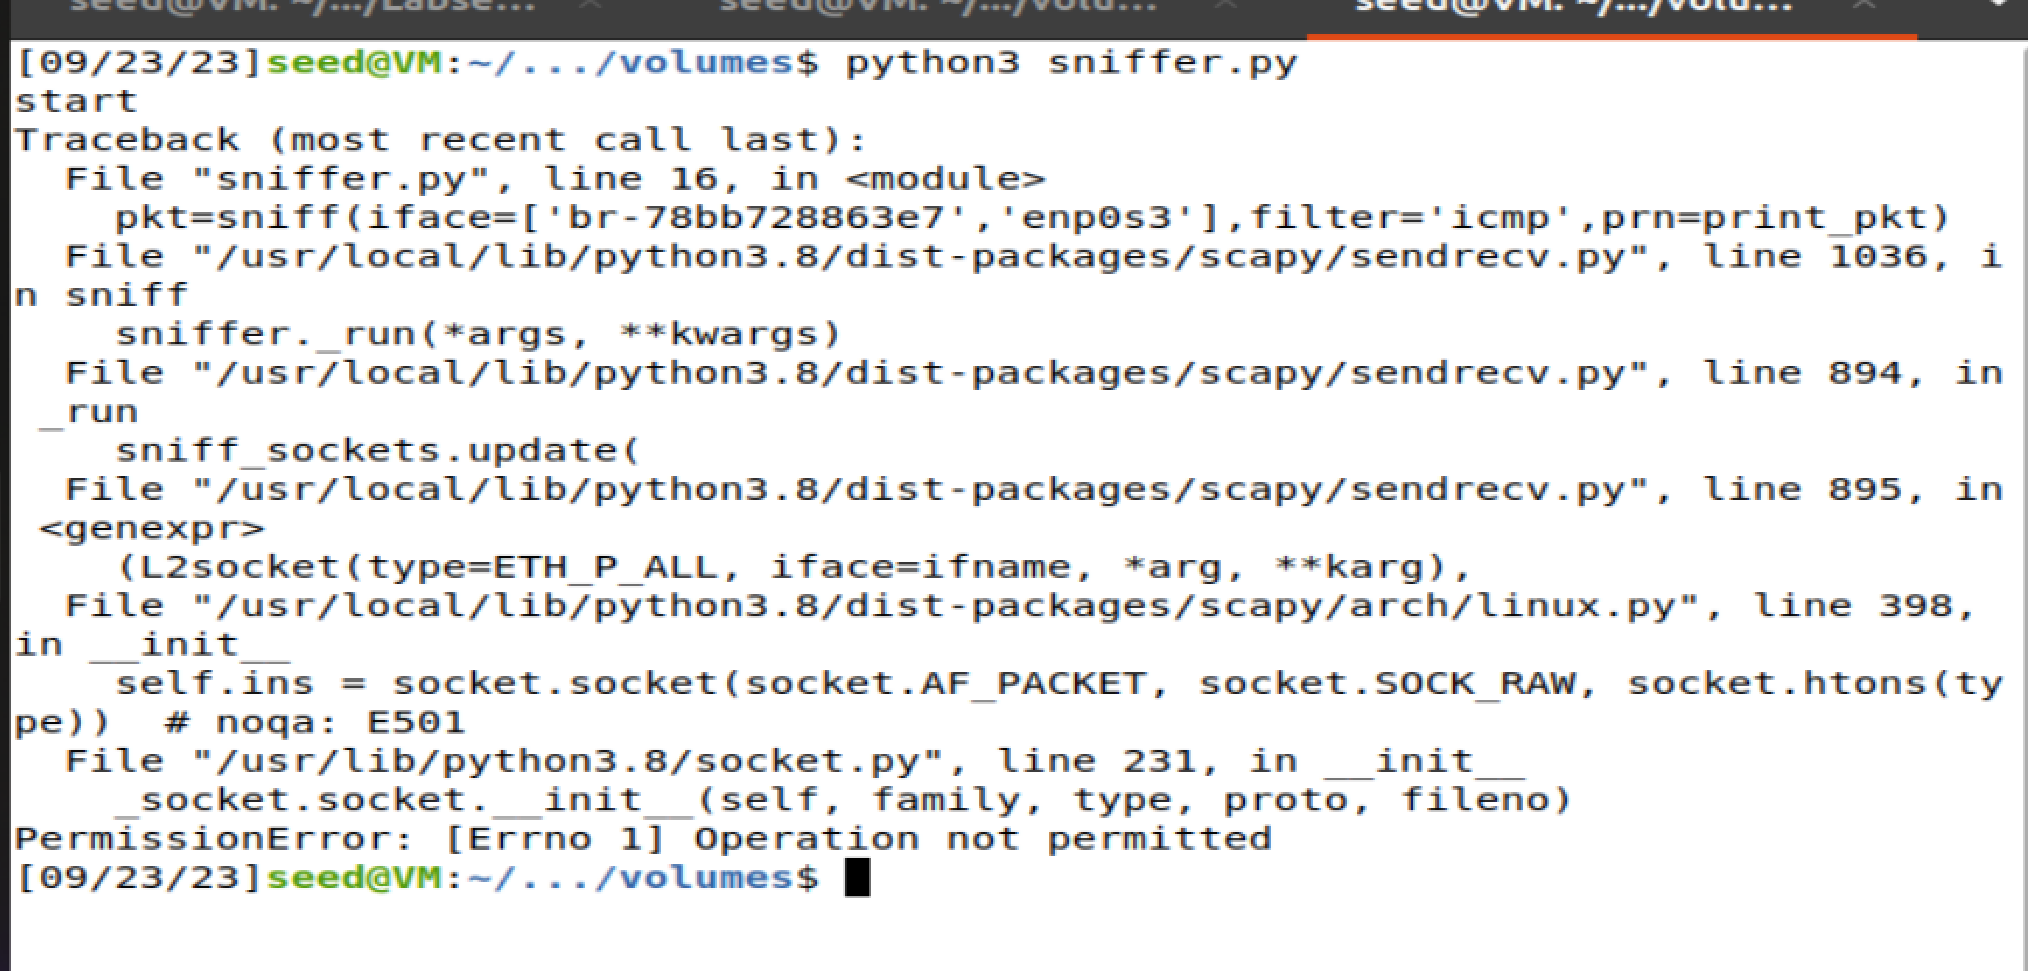 seed@VM: ~/.../Labse...
seed@VM: ~/.../volu...
seed@VM: ~/.../volu...
[09/23/23]seed@VM:~/.../volumes$ python3 sniffer.py
start
Traceback (most recent call last):
  File "sniffer.py", line 16, in <module>
    pkt=sniff(iface=['br-78bb728863e7','enp0s3'],filter='icmp',prn=print_pkt)
  File "/usr/local/lib/python3.8/dist-packages/scapy/sendrecv.py", line 1036, i
n sniff
    sniffer._run(*args, **kwargs)
  File "/usr/local/lib/python3.8/dist-packages/scapy/sendrecv.py", line 894, in
 _run
    sniff_sockets.update(
  File "/usr/local/lib/python3.8/dist-packages/scapy/sendrecv.py", line 895, in
 <genexpr>
    (L2socket(type=ETH_P_ALL, iface=ifname, *arg, **karg),
  File "/usr/local/lib/python3.8/dist-packages/scapy/arch/linux.py", line 398,
in __init__
    self.ins = socket.socket(socket.AF_PACKET, socket.SOCK_RAW, socket.htons(ty
pe))  # noqa: E501
  File "/usr/lib/python3.8/socket.py", line 231, in __init__
    _socket.socket.__init__(self, family, type, proto, fileno)
PermissionError: [Errno 1] Operation not permitted
[09/23/23]seed@VM:~/.../volumes$